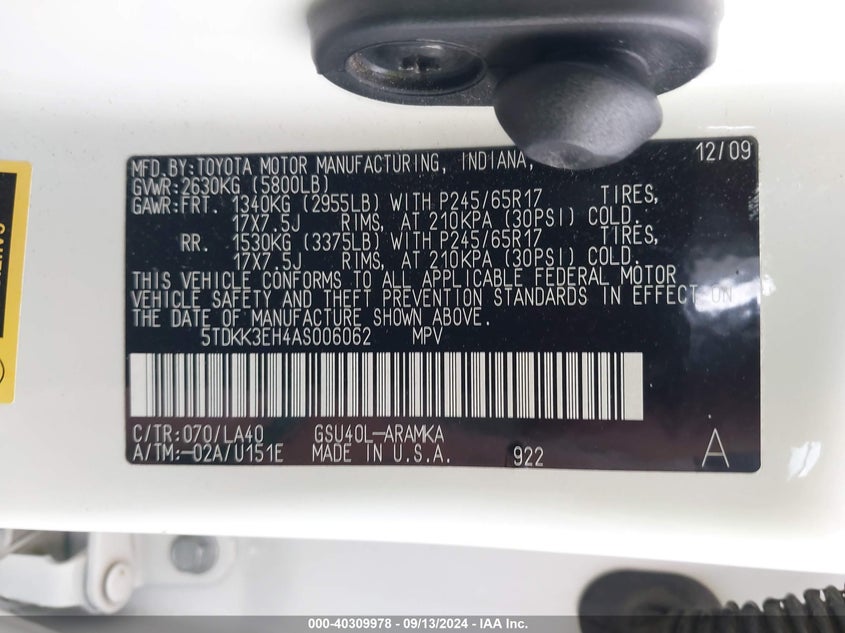 MFD.BY:TOYOTA MOTOR MANUFACTURING, INDIANA, 12/09
GVWR:2630KG (5800LB)
GAWR:FRT. 1340KG (2955LB) WITH P245/65R17 TIRES,
17X7.5J RIMS, AT 210KPA (30PSI) COLD.
RR. 1530KG (3375LB) WITH P245/65R17 TIRES,
17X7.5J RIMS, AT 210KPA (30PSI) COLD.
THIS VEHICLE CONFORMS TO ALL APPLICABLE FEDERAL MOTOR
VEHICLE SAFETY AND THEFT PREVENTION STANDARDS IN EFFECT ON
THE DATE OF MANUFACTURE SHOWN ABOVE.
5TDKK3EH4AS006062 MPV
C/TR:070/LA40 GSU40L-ARAMKA
A/TM:-02A/U151E MADE IN U.S.A. 922 A
000-40309978 - 09/13/2024 - IAA Inc.